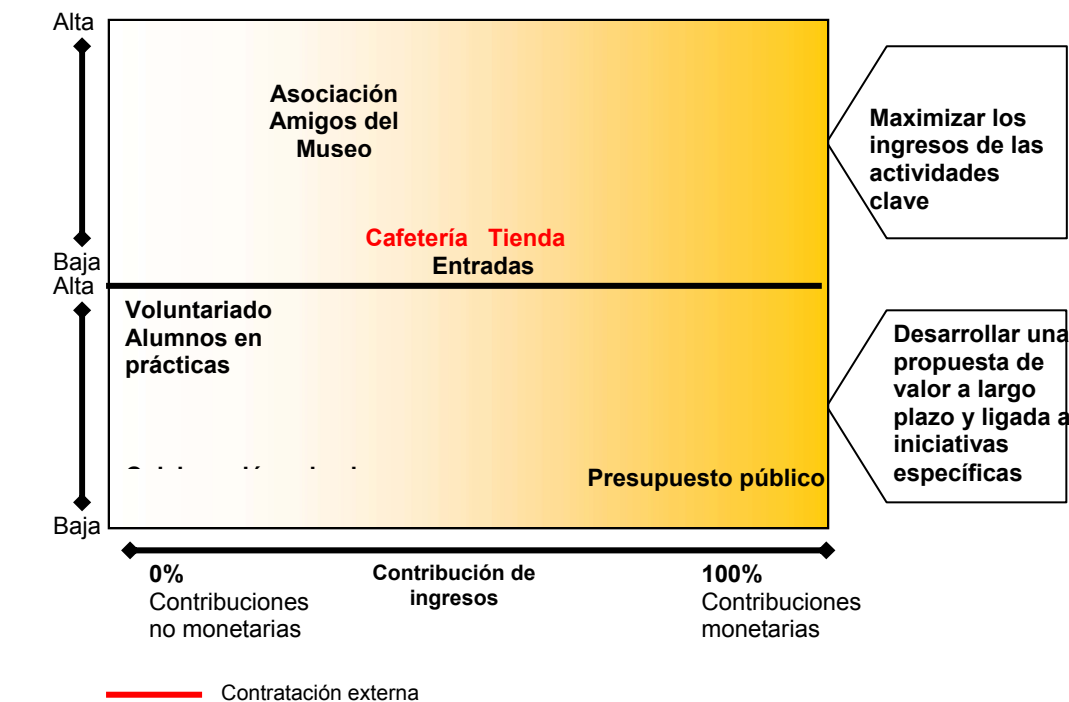 Alta
Asociación
Amigos del
Museo
Maximizar los
ingresos de las
actividades
clave
Cafetería Tienda
Entradas
Baja
Alta
Voluntariado
Alumnos en
prácticas
Desarrollar una
propuesta de
valor a largo
plazo y ligada a
iniciativas
específicas
Presupuesto público
Baja
0%
Contribuciones
no monetarias
Contribución de
ingresos
100%
Contribuciones
monetarias
Contratación externa